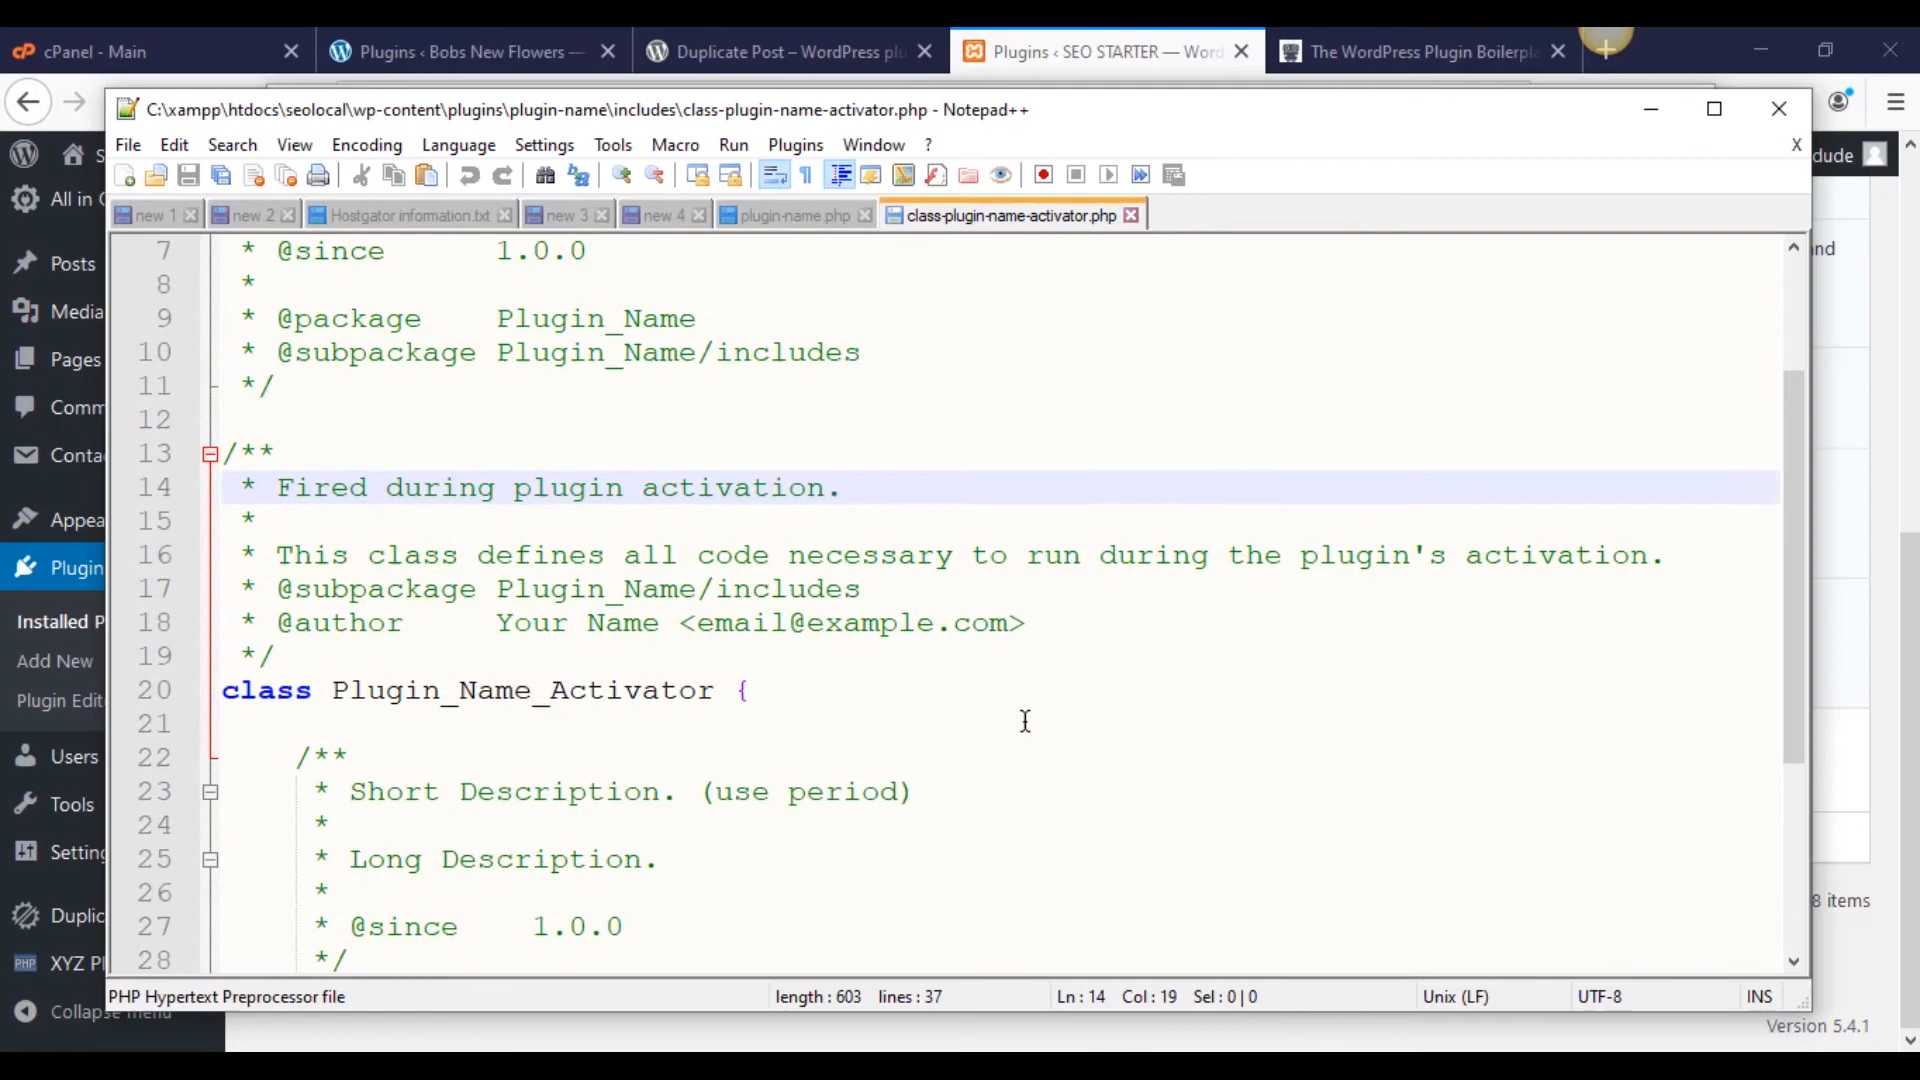 cPanel - Main
Plugins ‹ Bobs New Flowers —
Duplicate Post – WordPress plu
Plugins ‹ SEO STARTER — Word
The WordPress Plugin Boilerpla
C:\xampp\htdocs\seolocal\wp-content\plugins\plugin-name\includes\class-plugin-name-activator.php - Notepad++
File Edit Search View Encoding Language Settings Tools Macro Run Plugins Window ? X
new 1
new 2
Hostgator information.txt
new 3
new 4
plugin-name.php
class-plugin-name-activator.php
7 * @since 1.0.0
8 *
9 * @package Plugin_Name
10 * @subpackage Plugin_Name/includes
11 */
12
13 /**
14 * Fired during plugin activation.
15 *
16 * This class defines all code necessary to run during the plugin's activation.
17 * @subpackage Plugin_Name/includes
18 * @author Your Name <email@example.com>
19 */
20 class Plugin_Name_Activator {
21
22 /**
23 * Short Description. (use period)
24 *
25 * Long Description.
26 *
27 * @since 1.0.0
28 */
PHP Hypertext Preprocessor file
length : 603 lines : 37
Ln : 14 Col : 19 Sel : 0 | 0
Unix (LF)
UTF-8
INS
S
All in
Posts
Media
Pages
Comm
Conta
Appea
Plugin
Installed P
Add New
Plugin Edit
Users
Tools
Setting
Duplic
PHP XYZ P
Collapse menu
dude
nd
8 items
Version 5.4.1